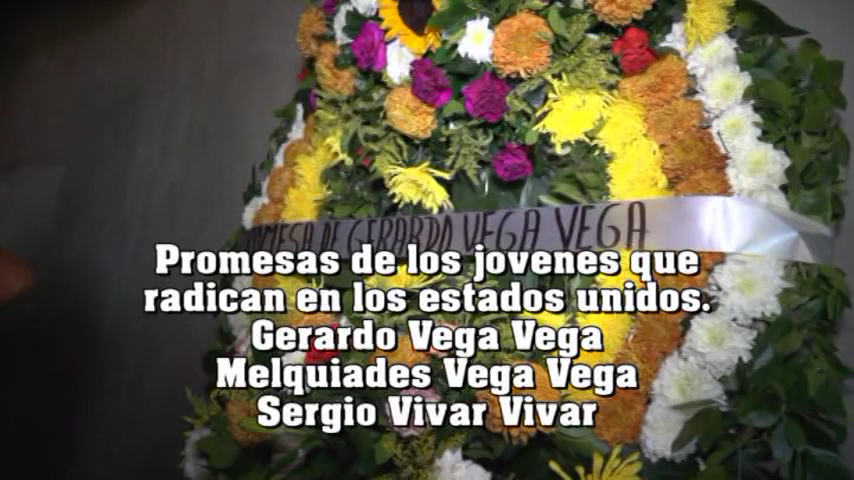 PROMESA DE GERARDO VEGA VEGA
Promesas de los jovenes que
radican en los estados unidos.
Gerardo Vega Vega
Melquiades Vega Vega
Sergio Vivar Vivar